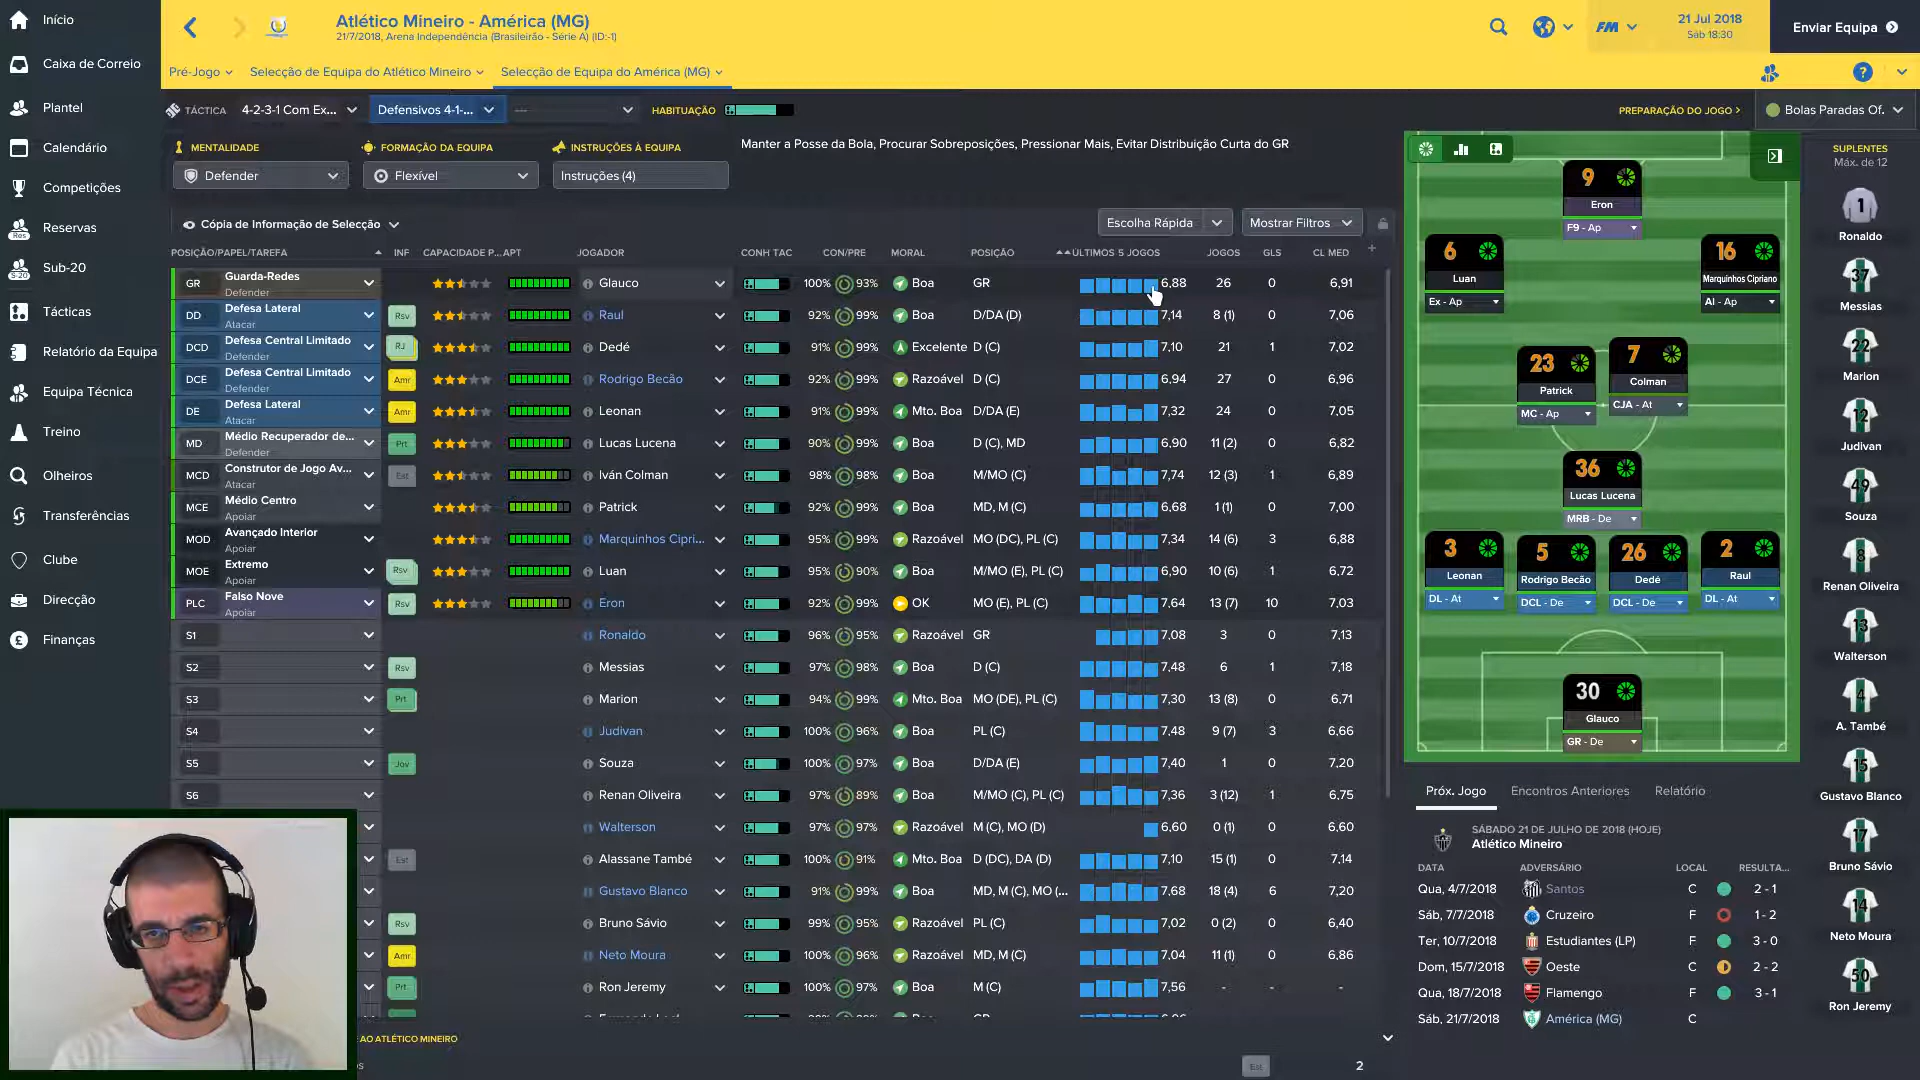 Início
Caixa de Correio
Plantel
Calendário
Competições
Reservas
Sub-20
Tácticas
Relatório da Equipa
Equipa Técnica
Treino
Olheiros
Transferências
Clube
Direcção
Finanças
Atlético Mineiro - América (MG)
21/7/2018, Arena Independência (Brasileirão - Série A) (ID:-1)
Pré-Jogo
Selecção de Equipa do Atlético Mineiro
Selecção de Equipa do América (MG)
FM
21 Jul 2018
Sáb 18:30
Enviar Equipa
TÁCTICA 4-2-3-1 Com Ex... Defensivos 4-1-... --- HABITUAÇÃO
PREPARAÇÃO DO JOGO >
Bolas Paradas Of.
MENTALIDADE
Defender
FORMAÇÃO DA EQUIPA
Flexível
INSTRUÇÕES À EQUIPA
Instruções (4)
Manter a Posse da Bola, Procurar Sobreposições, Pressionar Mais, Evitar Distribuição Curta do GR
Cópia de Informação de Selecção
Escolha Rápida
Mostrar Filtros
POSIÇÃO/PAPEL/TAREFA INF CAPACIDADE P... APT JOGADOR CONH TAC CON/PRE MORAL POSIÇÃO ÚLTIMOS 5 JOGOS JOGOS GLS CL MED
GR Guarda-Redes Defender Glauco 100% 93% Boa GR 6,88 26 0 6,91
DD Defesa Lateral Atacar Rsv Raul 92% 99% Boa D/DA (D) 7,14 8 (1) 0 7,06
DCD Defesa Central Limitado Defender RJ Dedé 91% 99% Excelente D (C) 7,10 21 1 7,02
DCE Defesa Central Limitado Defender Amr Rodrigo Becão 92% 99% Razoável D (C) 6,94 27 0 6,96
DE Defesa Lateral Atacar Amr Leonan 91% 99% Mto. Boa D/DA (E) 7,32 24 0 7,05
MD Médio Recuperador de... Defender Prt Lucas Lucena 90% 99% Boa D (C), MD 6,90 11 (2) 0 6,82
MCD Construtor de Jogo Av... Atacar Est Iván Colman 98% 98% Boa M/MO (C) 7,74 12 (3) 1 6,89
MCE Médio Centro Apoiar Patrick 92% 99% Boa MD, M (C) 6,68 1 (1) 0 7,00
MOD Avançado Interior Apoiar Marquinhos Cipri... 95% 99% Razoável MO (DC), PL (C) 7,34 14 (6) 3 6,88
MOE Extremo Apoiar Rsv Luan 95% 90% Boa M/MO (E), PL (C) 6,90 10 (6) 1 6,72
PLC Falso Nove Apoiar Rsv Eron 92% 99% OK MO (E), PL (C) 7,64 13 (7) 10 7,03
S1 Ronaldo 96% 95% Razoável GR 7,08 3 0 7,13
S2 Rsv Messias 97% 98% Boa D (C) 7,48 6 1 7,18
S3 Prt Marion 94% 99% Mto. Boa MO (DE), PL (C) 7,30 13 (8) 0 6,71
S4 Judivan 100% 96% Boa PL (C) 7,48 9 (7) 3 6,66
S5 Jov Souza 100% 97% Boa D/DA (E) 7,40 1 0 7,20
S6 Renan Oliveira 97% 89% Boa M/MO (C), PL (C) 7,36 3 (12) 1 6,75
Walterson 97% 97% Razoável M (C), MO (D) 6,60 0 (1) 0 6,60
Est Alassane També 100% 91% Mto. Boa D (DC), DA (D) 7,10 15 (1) 0 7,14
Gustavo Blanco 91% 99% Boa MD, M (C), MO (... 7,68 18 (4) 6 7,20
Rsv Bruno Sávio 99% 95% Razoável PL (C) 7,02 0 (2) 0 6,40
Amr Neto Moura 100% 96% Razoável MD, M (C) 7,04 11 (1) 0 6,86
Prt Ron Jeremy 100% 97% Boa M (C) 7,56 - - -
AO ATLÉTICO MINEIRO
os
Est 2
9
Eron
F9 - Ap
6
Luan
Ex - Ap
16
Marquinhos Cipriano
AI - Ap
23
Patrick
MC - Ap
7
Colman
CJA - At
36
Lucas Lucena
MRB - De
3
Leonan
DL - At
5
Rodrigo Becão
DCL - De
26
Dedé
DCL - De
2
Raul
DL - At
30
Glauco
GR - De
SUPLENTES
Máx. de 12
1
Ronaldo
37
Messias
22
Marion
12
Judivan
49
Souza
8
Renan Oliveira
13
Walterson
4
A. També
15
Gustavo Blanco
17
Bruno Sávio
14
Neto Moura
50
Ron Jeremy
Próx. Jogo Encontros Anteriores Relatório
SÁBADO 21 DE JULHO DE 2018 (HOJE)
Atlético Mineiro
DATA ADVERSÁRIO LOCAL RESULTA...
Qua, 4/7/2018 Santos C 2 - 1
Sáb, 7/7/2018 Cruzeiro F 1 - 2
Ter, 10/7/2018 Estudiantes (LP) F 3 - 0
Dom, 15/7/2018 Oeste C 2 - 2
Qua, 18/7/2018 Flamengo F 3 - 1
Sáb, 21/7/2018 América (MG) C